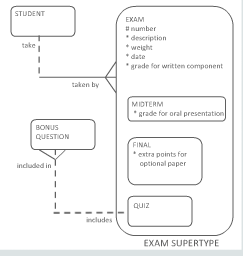 STUDENT
EXAM
# number
* description
* weight
* date
* grade for written component
take
taken by
MIDTERM
* grade for oral presentation
BONUS
QUESTION
FINAL
* extra points for
optional paper
included in
QUIZ
includes
EXAM SUPERTYPE